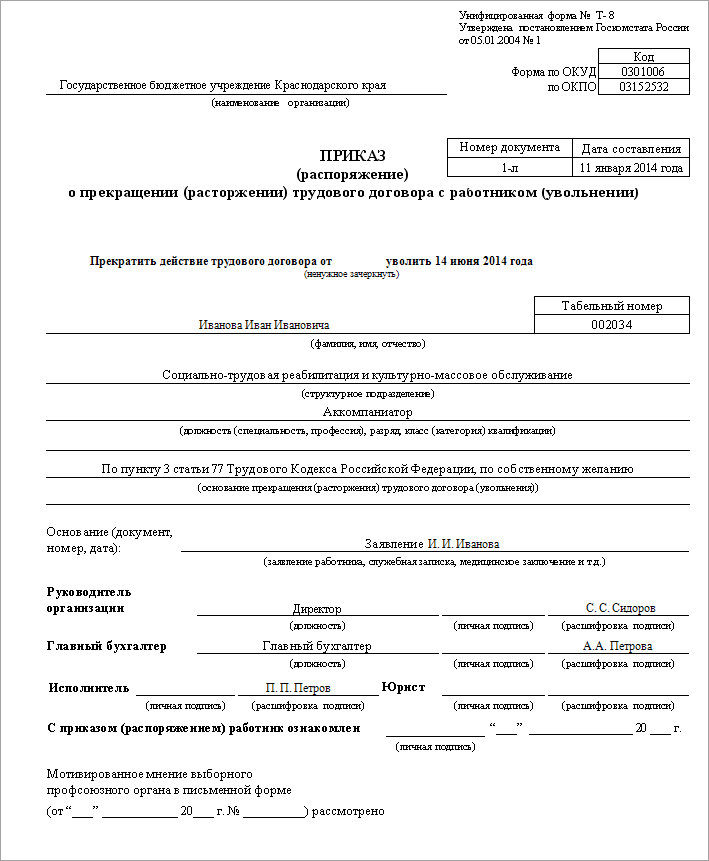 Унифицированная форма № Т- 8
Утверждена постановлением Госкомстата России
от 05.01.2004 № 1
Код
Форма по ОКУД 0301006
Государственное бюджетное учреждение Краснодарского края по ОКПО 03152532
(наименование организации)
Номер документа Дата составления
ПРИКАЗ 1-л 11 января 2014 года
(распоряжение)
о прекращении (расторжении) трудового договора с работником (увольнении)
Прекратить действие трудового договора от уволить 14 июня 2014 года
(ненужное зачеркнуть)
Табельный номер
Иванова Иван Ивановича 002034
(фамилия, имя, отчество)
Социально-трудовая реабилитация и культурно-массовое обслуживание
(структурное подразделение)
Аккомпаниатор
(должность (специальность, профессия), разряд, класс (категория) квалификации)
По пункту 3 статьи 77 Трудового Кодекса Российской Федерации, по собственному желанию
(основание прекращения (расторжения) трудового договора (увольнения))
Основание (документ,
номер, дата): Заявление И. И. Иванова
(заявление работника, служебная записка, медицинское заключение и т.д.)
Руководитель
организации Директор С. С. Сидоров
(должность) (личная подпись) (расшифровка подписи)
Главный бухгалтер Главный бухгалтер А.А. Петрова
(должность) (личная подпись) (расшифровка подписи)
Исполнитель П. П. Петров Юрист
(личная подпись) (расшифровка подписи) (личная подпись) (расшифровка подписи)
С приказом (распоряжением) работник ознакомлен ____________ “___” ______________ 20 ___ г.
(личная подпись)
Мотивированное мнение выборного
профсоюзного органа в письменной форме
(от “___” ___________ 20___ г. № _________) рассмотрено